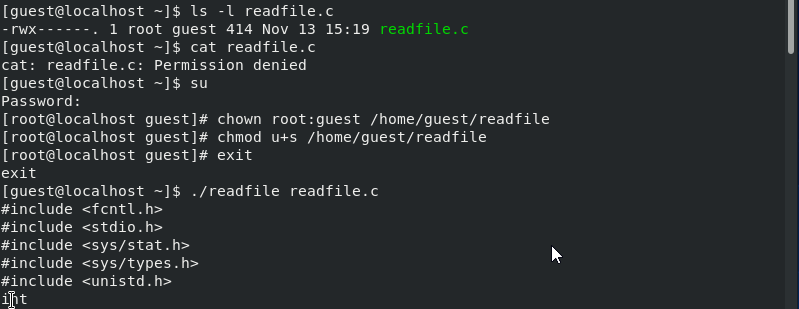 [guest@localhost ~]$ ls -l readfile.c
-rwx------. 1 root guest 414 Nov 13 15:19 readfile.c
[guest@localhost ~]$ cat readfile.c
cat: readfile.c: Permission denied
[guest@localhost ~]$ su
Password:
[root@localhost guest]# chown root:guest /home/guest/readfile
[root@localhost guest]# chmod u+s /home/guest/readfile
[root@localhost guest]# exit
exit
[guest@localhost ~]$ ./readfile readfile.c
#include <fcntl.h>
#include <stdio.h>
#include <sys/stat.h>
#include <sys/types.h>
#include <unistd.h>
int